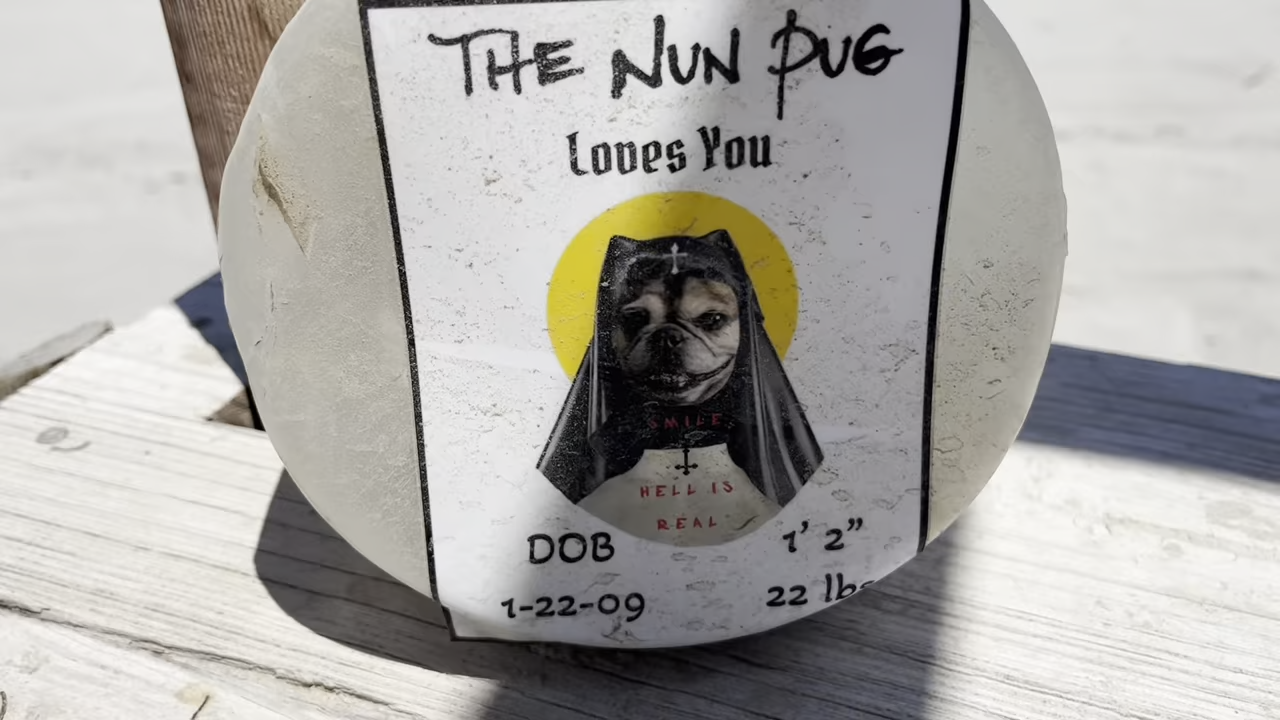 THE NUN PUG
Loves You
SMILE
HELL IS
REAL
DOB 1' 2”
1-22-09 22 lbs